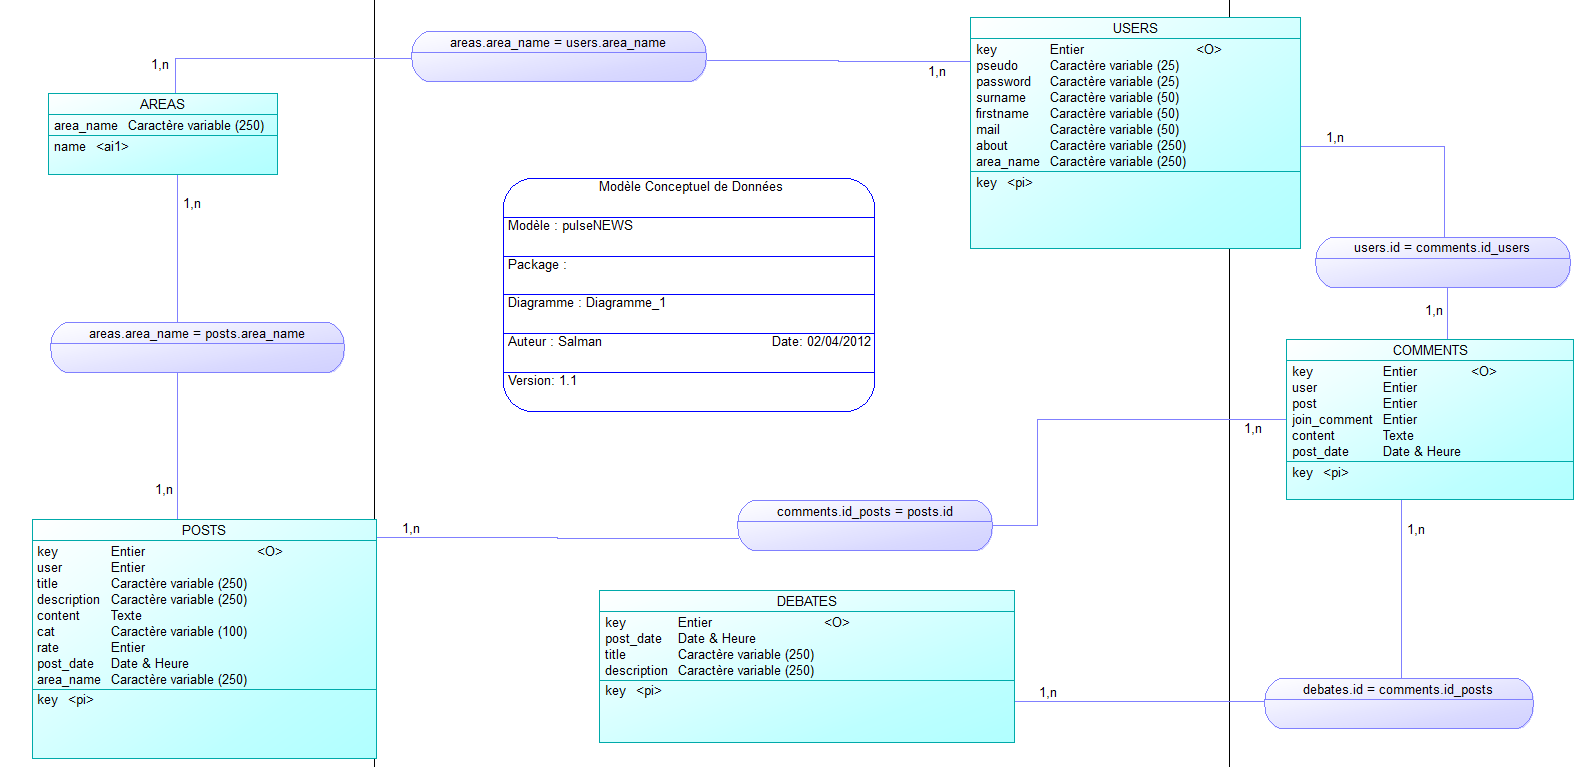 areas.area_name = users.area_name
1,n
1,n
AREAS
area_name Caractère variable (250)
name <ai1>
1,n
USERS
key Entier <O>
pseudo Caractère variable (25)
password Caractère variable (25)
surname Caractère variable (50)
firstname Caractère variable (50)
mail Caractère variable (50)
about Caractère variable (250)
area_name Caractère variable (250)
key <pi>
1,n
users.id = comments.id_users
1,n
Modèle Conceptuel de Données
Modèle : pulseNEWS
Package :
Diagramme : Diagramme_1
Auteur : Salman Date: 02/04/2012
Version: 1.1
areas.area_name = posts.area_name
1,n
COMMENTS
key Entier <O>
user Entier
post Entier
join_comment Entier
content Texte
post_date Date & Heure
key <pi>
1,n
1,n
POSTS
key Entier <O>
user Entier
title Caractère variable (250)
description Caractère variable (250)
content Texte
cat Caractère variable (100)
rate Entier
post_date Date & Heure
area_name Caractère variable (250)
key <pi>
1,n
comments.id_posts = posts.id
DEBATES
key Entier <O>
post_date Date & Heure
title Caractère variable (250)
description Caractère variable (250)
key <pi>
1,n
debates.id = comments.id_posts